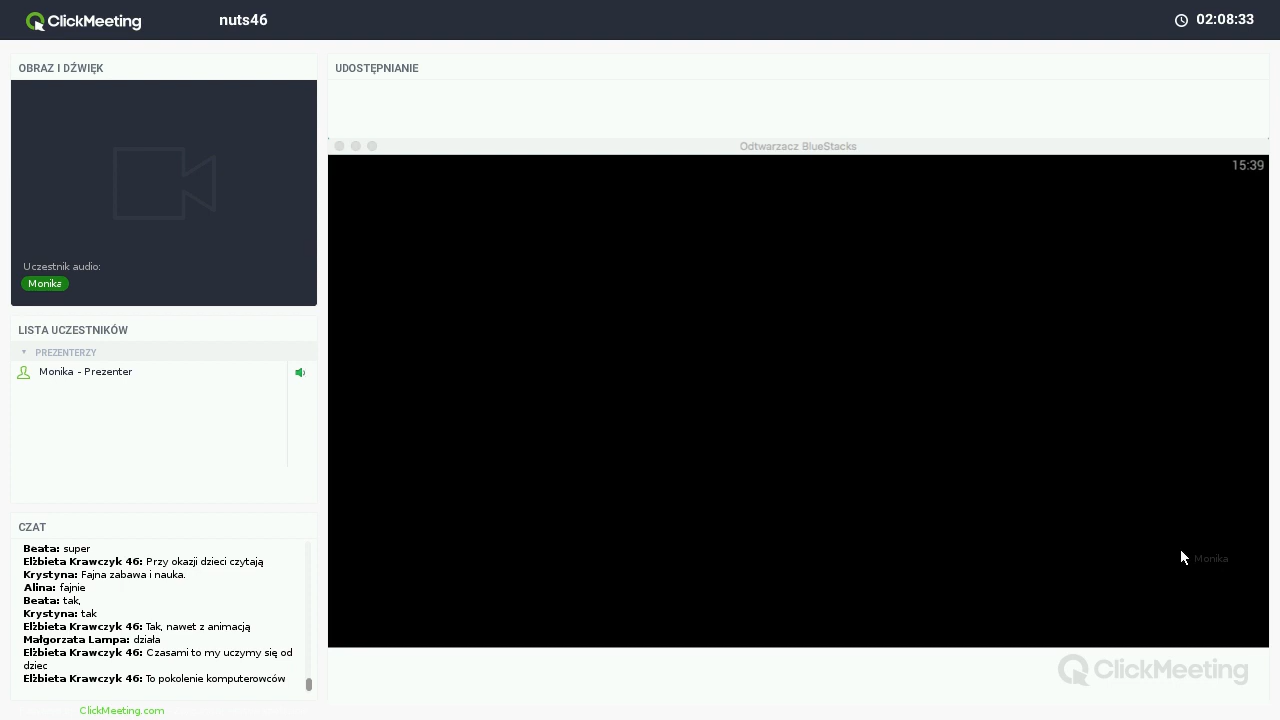 ClickMeeting
nuts46
02:08:33
OBRAZ I DŹWIĘK
Uczestnik audio:
Monika
LISTA UCZESTNIKÓW
PREZENTERZY
Monika - Prezenter
CZAT
Beata: super
Elżbieta Krawczyk 46: Przy okazji dzieci czytają
Krystyna: Fajna zabawa i nauka.
Alina: fajnie
Beata: tak,
Krystyna: tak
Elżbieta Krawczyk 46: Tak, nawet z animacją
Małgorzata Lampa: działa
Elżbieta Krawczyk 46: Czasami to my uczymy się od
dziec
Elżbieta Krawczyk 46: To pokolenie komputerowców
ClickMeeting.com
UDOSTĘPNIANIE
Odtwarzacz BlueStacks
15:39
Monika
ClickMeeting